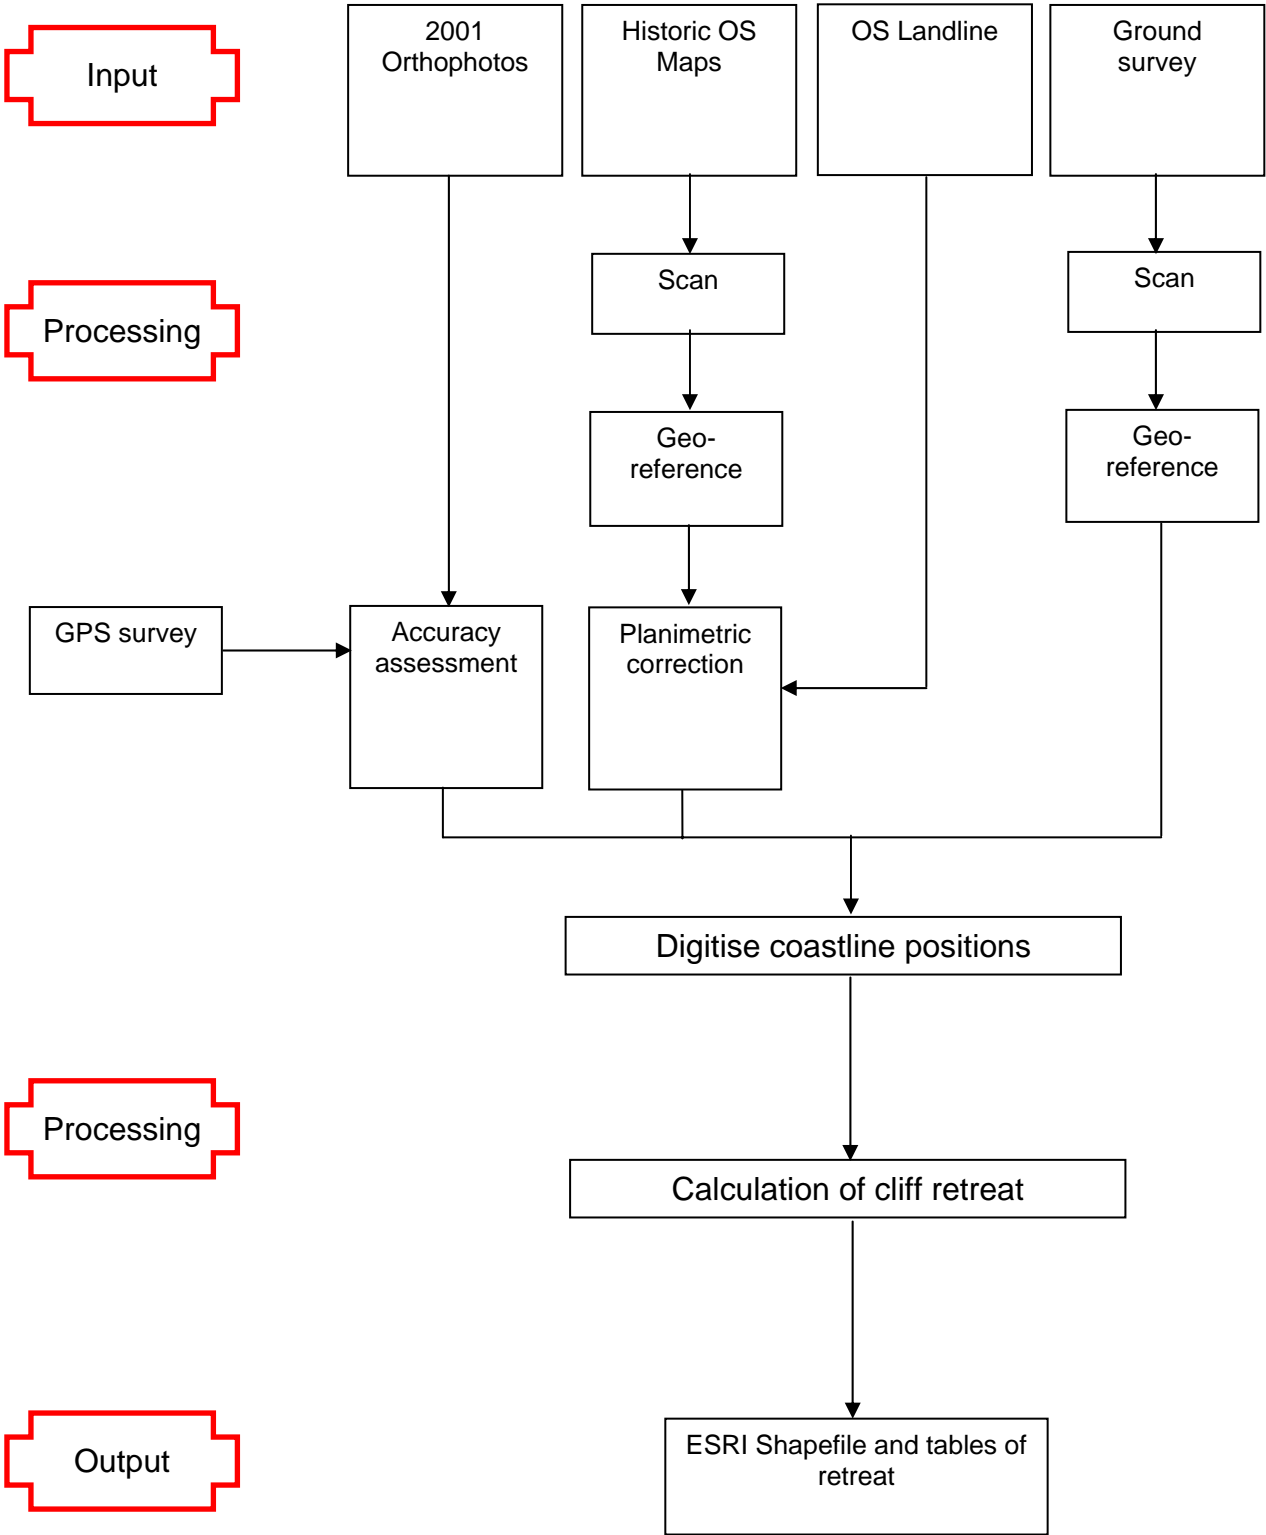 Input
2001
Orthophotos
Historic OS
Maps
OS Landline
Ground
survey
Processing
Scan
Scan
Geo-
reference
Geo-
reference
GPS survey
Accuracy
assessment
Planimetric
correction
Digitise coastline positions
Processing
Calculation of cliff retreat
Output
ESRI Shapefile and tables of
retreat